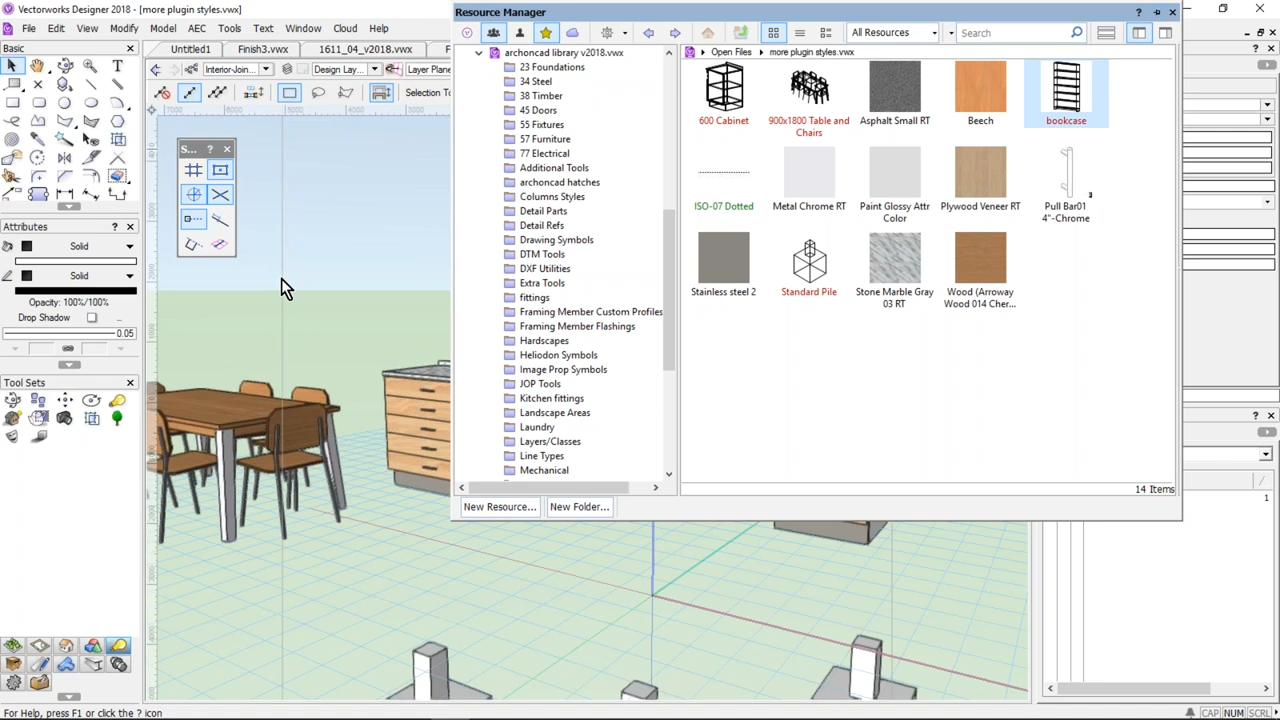 Vectorworks Designer 2018 - [more plugin styles.vwx]
File Edit View Modify Model AEC Tools Text Window Cloud Help
Basic
Untitled1
Finish3.vwx
1611_04_v2018.vwx
Interior-Join
Design Lay...
Layer Plane
Selection To
7000 5000 4000 3000
S... ?
Attributes ?
Solid
Solid
Opacity: 100%/100%
Drop Shadow
0.05
Tool Sets
Resource Manager
All Resources
Search
archoncad library v2018.vwx
23 Foundations
34 Steel
38 Timber
45 Doors
55 Fixtures
57 Furniture
77 Electrical
Additional Tools
archoncad hatches
Columns Styles
Detail Parts
Detail Refs
Drawing Symbols
DTM Tools
DXF Utilities
Extra Tools
fittings
Framing Member Custom Profiles
Framing Member Flashings
Hardscapes
Heliodon Symbols
Image Prop Symbols
JOP Tools
Kitchen fittings
Landscape Areas
Laundry
Layers/Classes
Line Types
Mechanical
New Resource...
New Folder...
Open Files more plugin styles.vwx
600 Cabinet
900x1800 Table and
Chairs
Asphalt Small RT
Beech
bookcase
ISO-07 Dotted
Metal Chrome RT
Paint Glossy Attr
Color
Plywood Veneer RT
Pull Bar01
4"-Chrome
Stainless steel 2
Standard Pile
Stone Marble Gray
03 RT
Wood (Arroway
Wood 014 Cher...
14 Items
1
For Help, press F1 or click the ? icon
CAP NUM SCRL